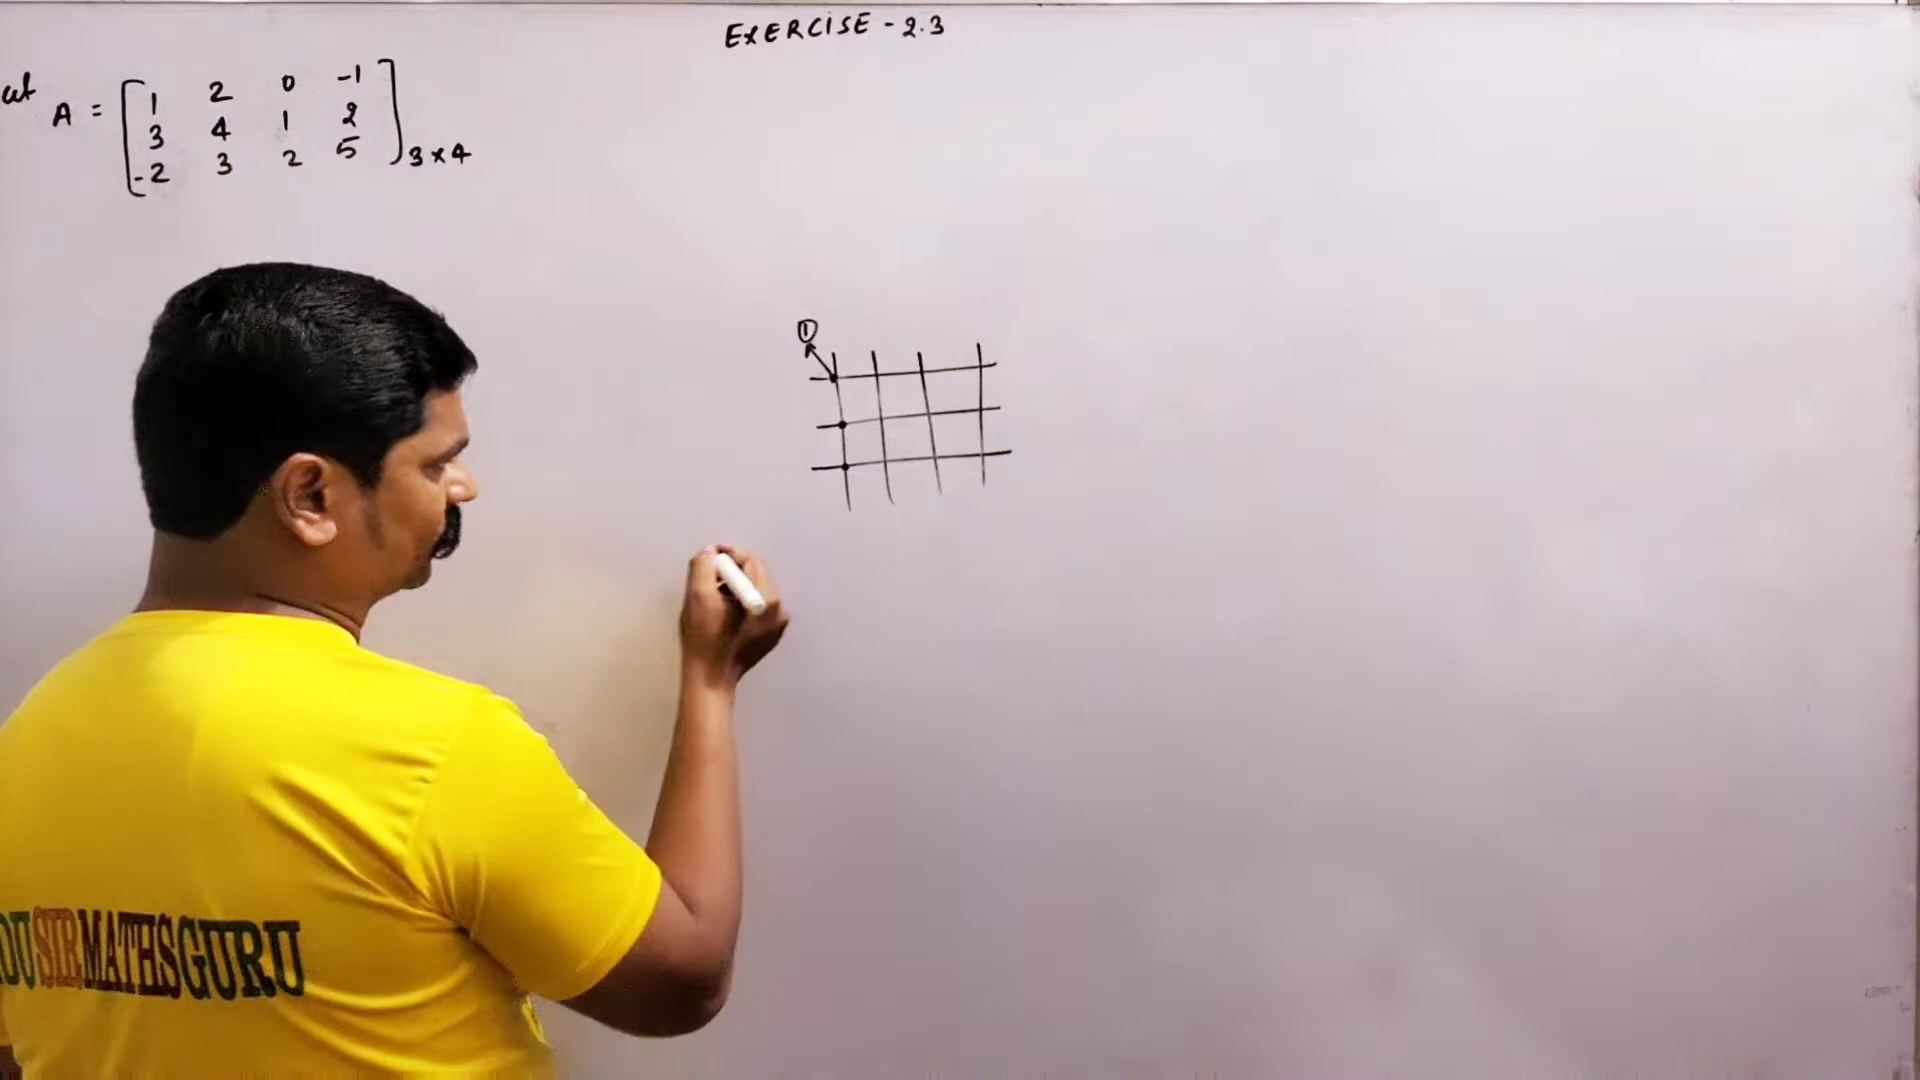 EXERCISE - 2.3
A = [ 1 2 0 -1
3 4 1 2
-2 3 2 5 ] 3×4
①
SIRMATHSGURU